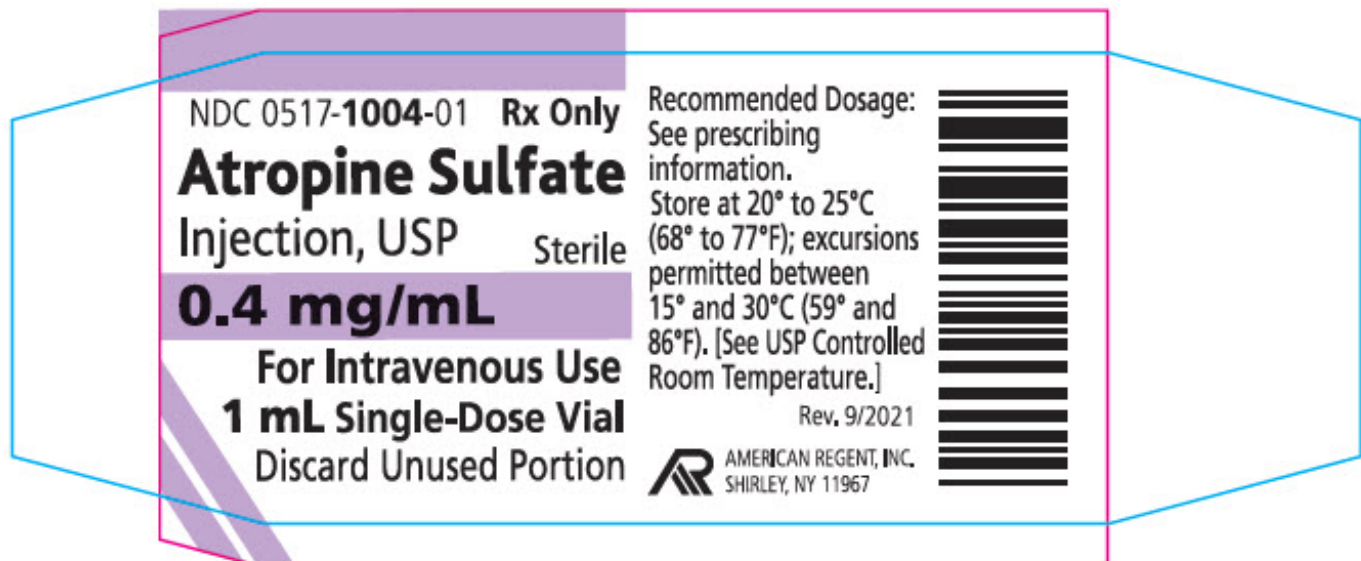 NDC 0517-1004-01 Rx Only
Atropine Sulfate
Injection, USP Sterile
0.4 mg/mL
For Intravenous Use
1 mL Single-Dose Vial
Discard Unused Portion
Recommended Dosage:
See prescribing
information.
Store at 20° to 25°C
(68° to 77°F); excursions
permitted between
15° and 30°C (59° and
86°F). [See USP Controlled
Room Temperature.]
Rev. 9/2021
AR
AMERICAN REGENT, INC.
SHIRLEY, NY 11967